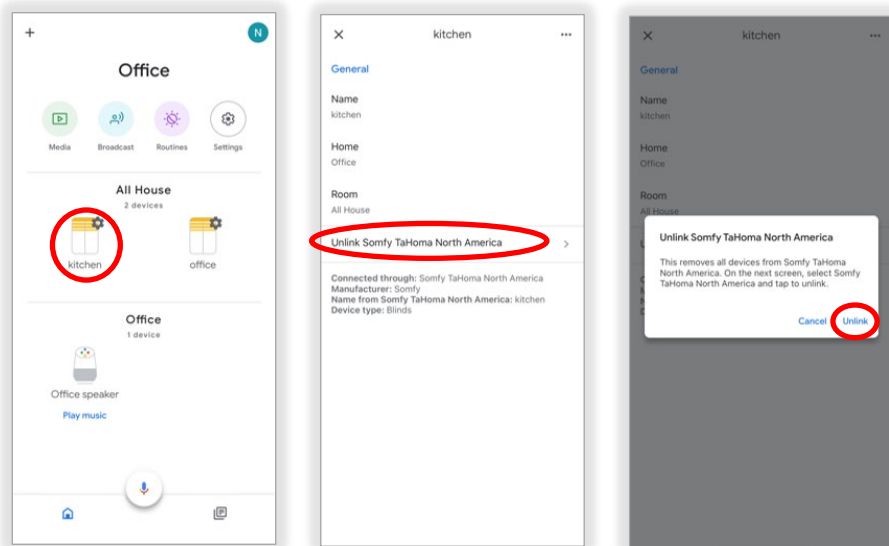 +
N
Office
Media Broadcast Routines Settings
All House
2 devices
kitchen office
Office
1 device
Office speaker
Play music
× kitchen ...
General
Name
kitchen
Home
Office
Room
All House
Unlink Somfy TaHoma North America >
Connected through: Somfy TaHoma North America
Manufacturer: Somfy
Name from Somfy TaHoma North America: kitchen
Device type: Blinds
× kitchen ...
General
Name
kitchen
Home
Office
Room
All House
Unlink Somfy TaHoma North America
This removes all devices from Somfy TaHoma
North America. On the next screen, select Somfy
TaHoma North America and tap to unlink.
Cancel Unlink